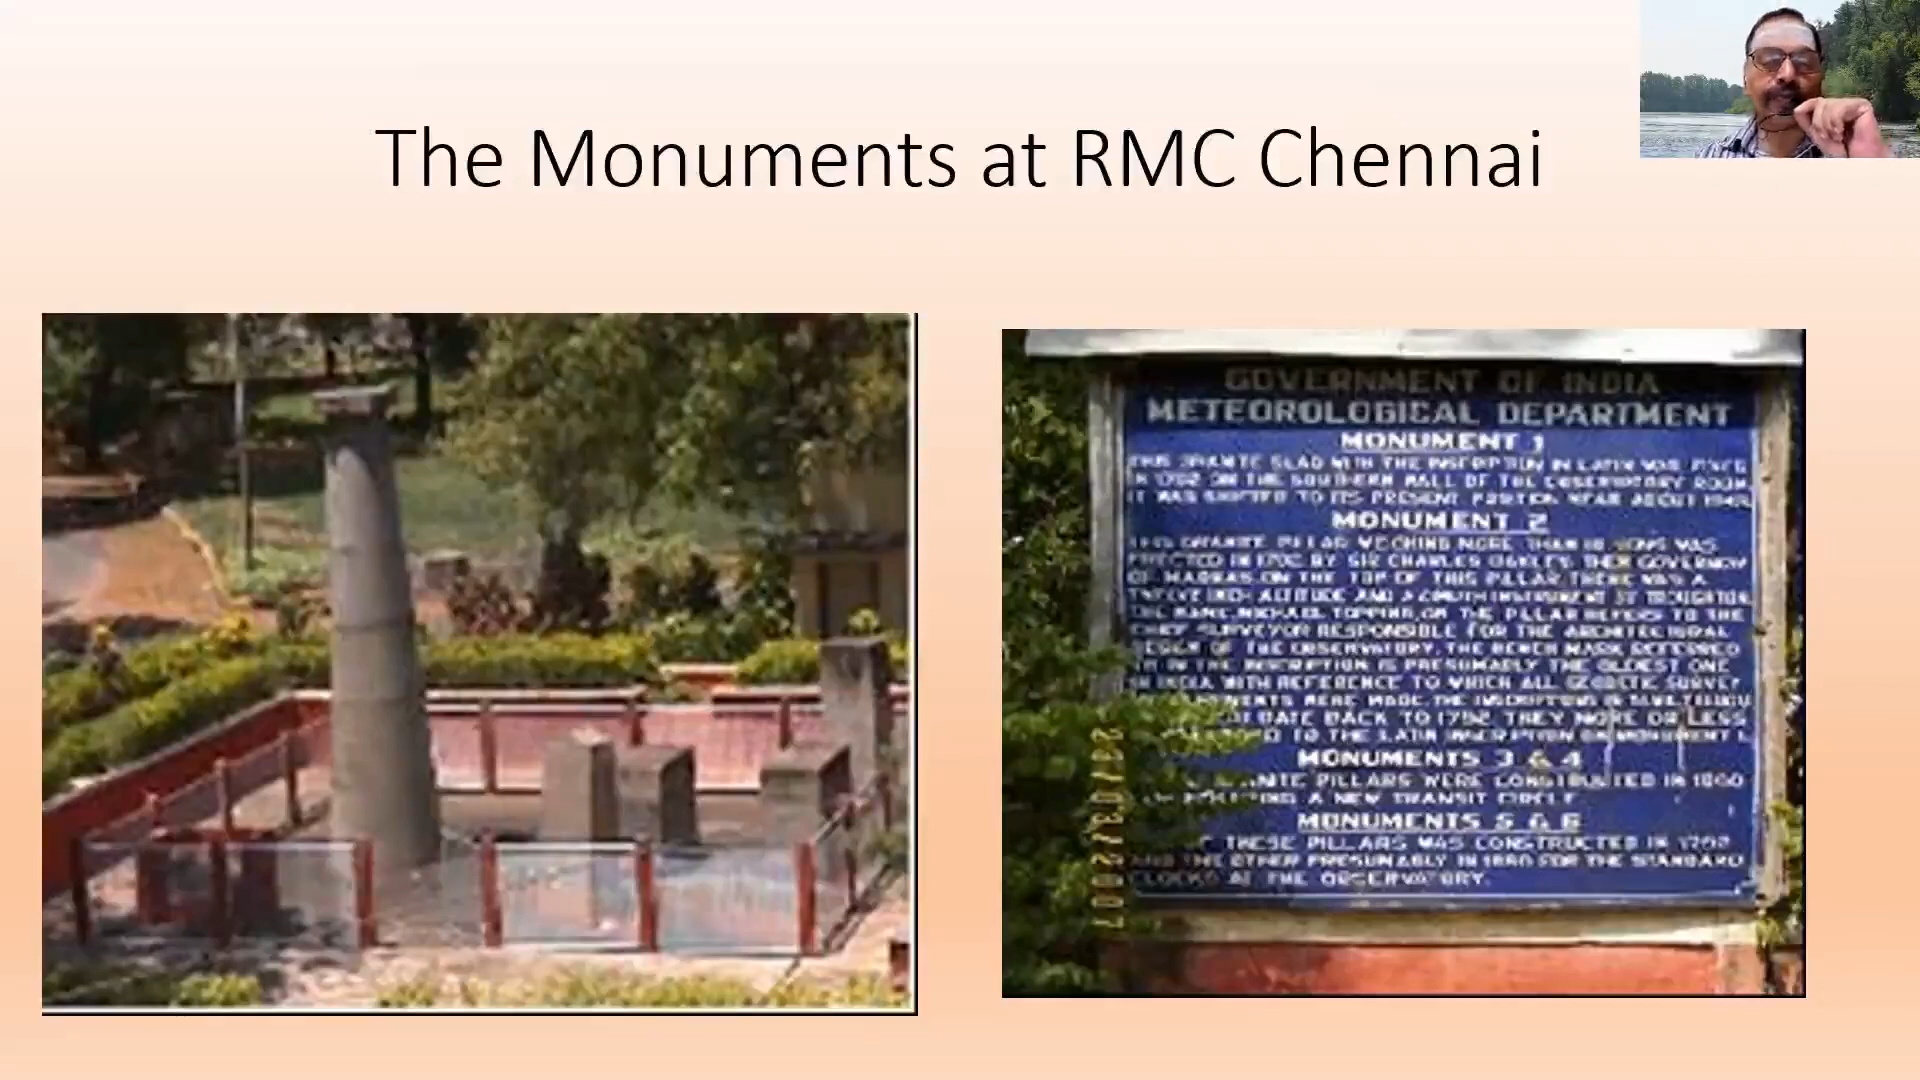 The Monuments at RMC Chennai
GOVERNMENT OF INDIA
METEOROLOGICAL DEPARTMENT
MONUMENT 1
THIS GRANITE SLAB WITH THE INSCRIPTION IN LATIN WAS FIXED
IN 1792 ON THE SOUTHERN WALL OF THE OBSERVATORY ROOM
IT WAS SHIFTED TO ITS PRESENT POSITION NEAR ABOUT
MONUMENT 2
THIS GRANITE PILLAR WEIGHING MORE THAN 10 TONS WAS
ERECTED IN BY SIR CHARLES THEN GOVERNOR
OF MADRAS. ON THE TOP OF THIS PILLAR THERE WAS A
TWELVE INCH ALTITUDE AND AZIMUTH INSTRUMENT BY TROUGHTON
THE NAME MICHAEL TOPPING ON THE PILLAR REFERS TO THE
CHIEF SURVEYOR RESPONSIBLE FOR THE ARCHITECTURAL
DESIGN OF THE OBSERVATORY. THE BENCH MARK REFERRED
IN THE INSCRIPTION IS PRESUMABLY THE OLDEST ONE
IN INDIA WITH REFERENCE TO WHICH ALL GEODETIC SURVEY
WERE MADE. THE INSCRIPTIONS IN
DATE BACK TO 1792 THEY MORE OR LESS
TO THE LATIN INSCRIPTION ON MONUMENT 1.
MONUMENTS 3 & 4
PILLARS WERE CONSTRUCTED IN
A NEW TRANSIT CIRCLE
MONUMENTS 5 & 6
THESE PILLARS WAS CONSTRUCTED IN
AND THE OTHER PRESUMABLY IN FOR THE STANDARD
CLOCKS AT THE OBSERVATORY.